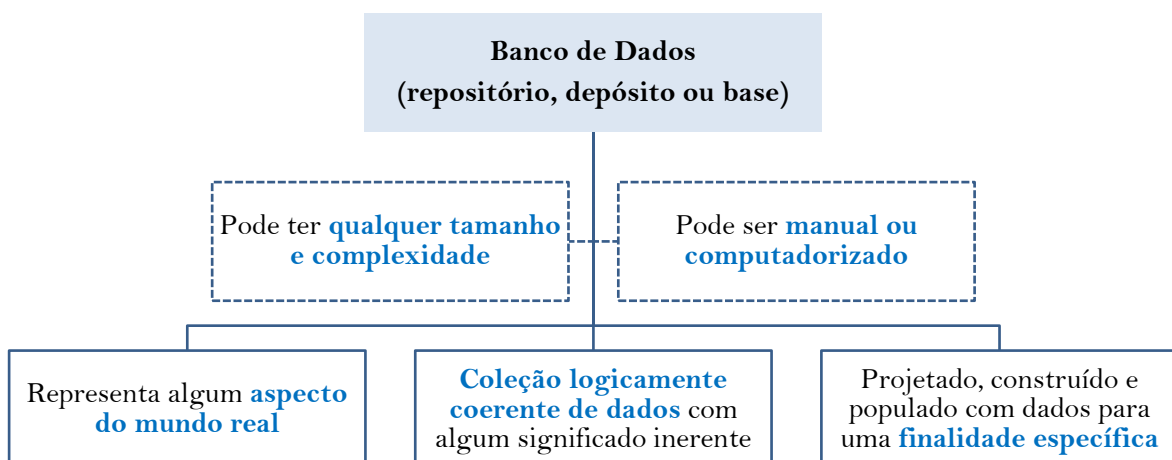 Banco de Dados
(repositório, depósito ou base)
Pode ter qualquer tamanho
e complexidade
Pode ser manual ou
computadorizado
Representa algum aspecto
do mundo real
Coleção logicamente
coerente de dados com
algum significado inerente
Projetado, construído e
populado com dados para
uma finalidade específica